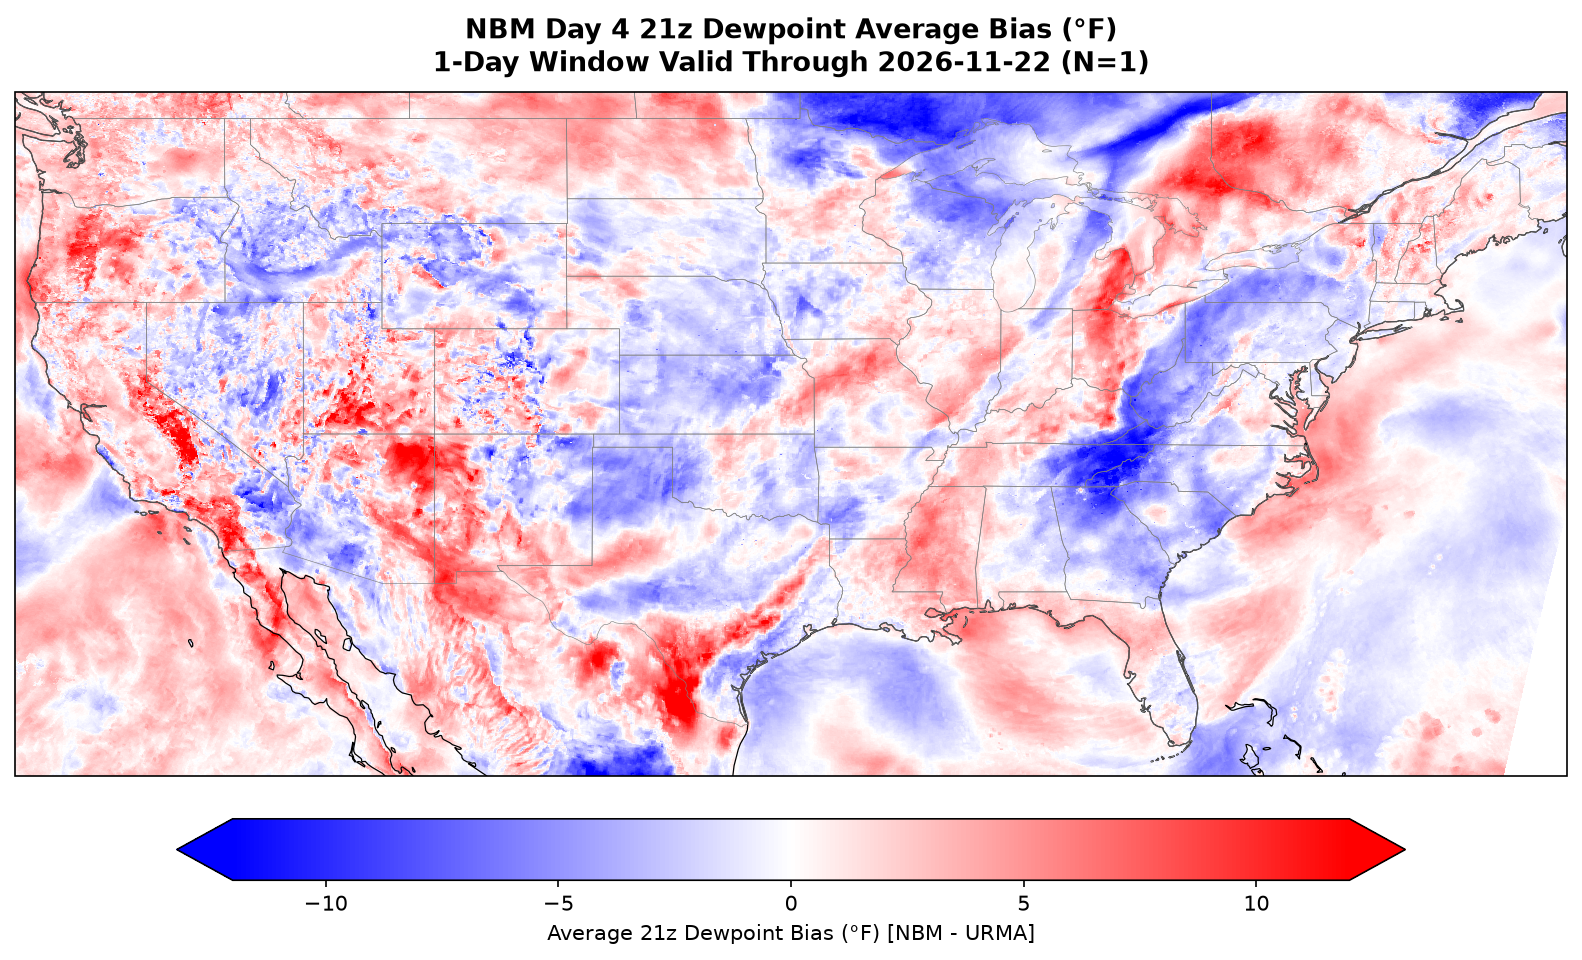 NBM Day 4 21z Dewpoint Average Bias (°F)
1-Day Window Valid Through 2026-11-22 (N=1)
−10 −5 0 5 10
Average 21z Dewpoint Bias (°F) [NBM - URMA]